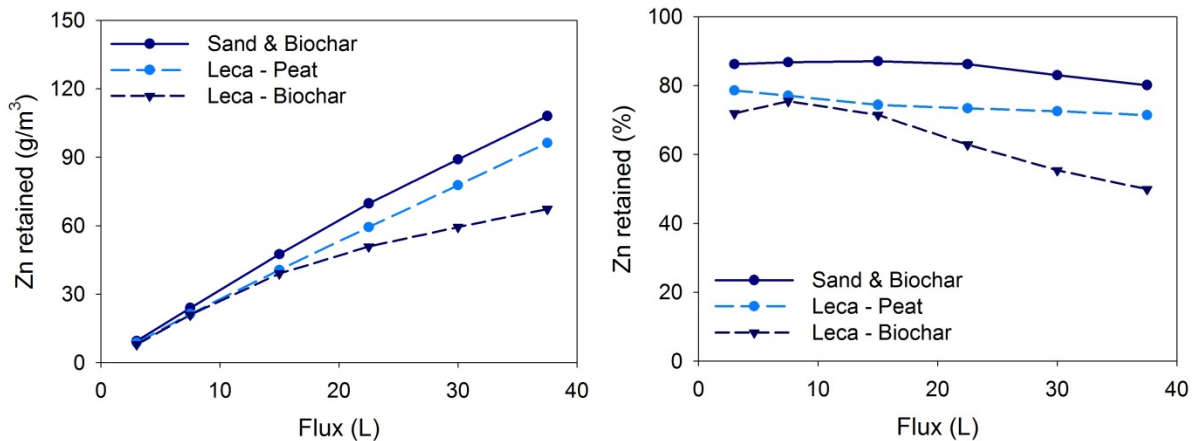 Zn retained (g/m³)
150
120
90
60
30
0
Sand & Biochar
Leca - Peat
Leca - Biochar
0 10 20 30 40
Flux (L)
Zn retained (%)
100
80
60
40
20
0
Sand & Biochar
Leca - Peat
Leca - Biochar
0 10 20 30 40
Flux (L)